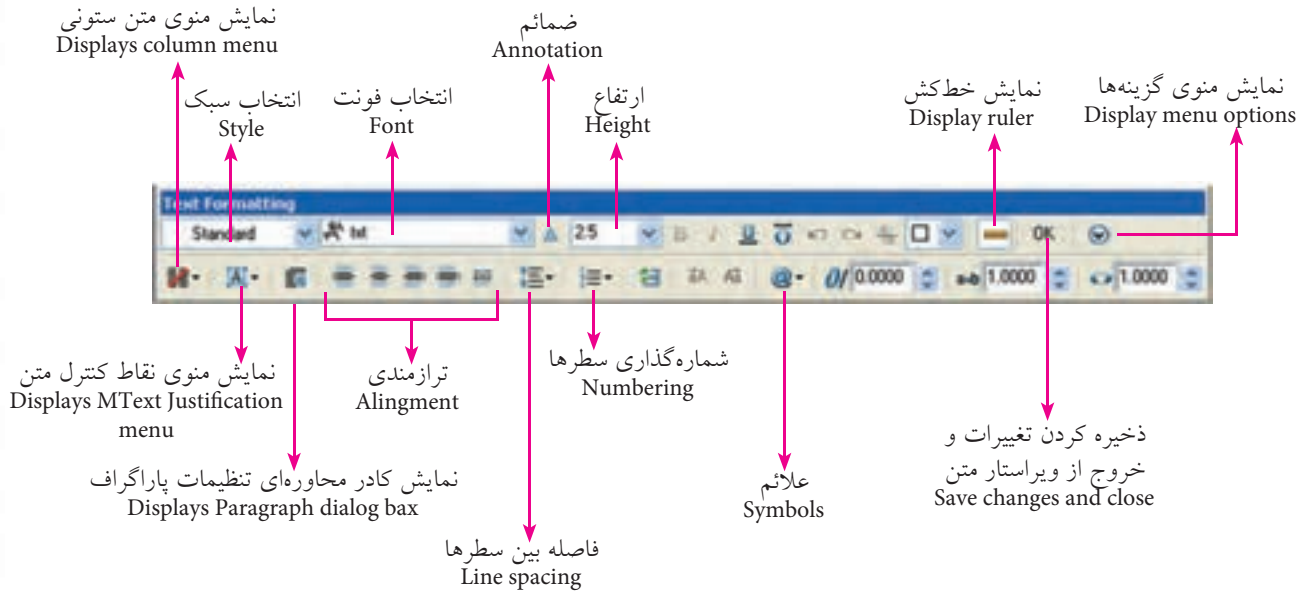 نمایش منوی متن ستونی
Displays column menu
انتخاب سبک
Style
انتخاب فونت
Font
ضمائم
Annotation
ارتفاع
Height
نمایش خط‌کش
Display ruler
نمایش منوی گزینه‌ها
Display menu options
Text Formatting
Standard txt 2.5 B I U O OK
0/ 0.0000 a-b 1.0000 1.0000
نمایش منوی نقاط کنترل متن
Displays MText Justification
menu
ترازمندی
Alingment
شماره‌گذاری سطرها
Numbering
نمایش کادر محاوره‌ای تنظیمات پاراگراف
Displays Paragraph dialog bax
فاصله بین سطرها
Line spacing
علائم
Symbols
ذخیره کردن تغییرات و
خروج از ویراستار متن
Save changes and close